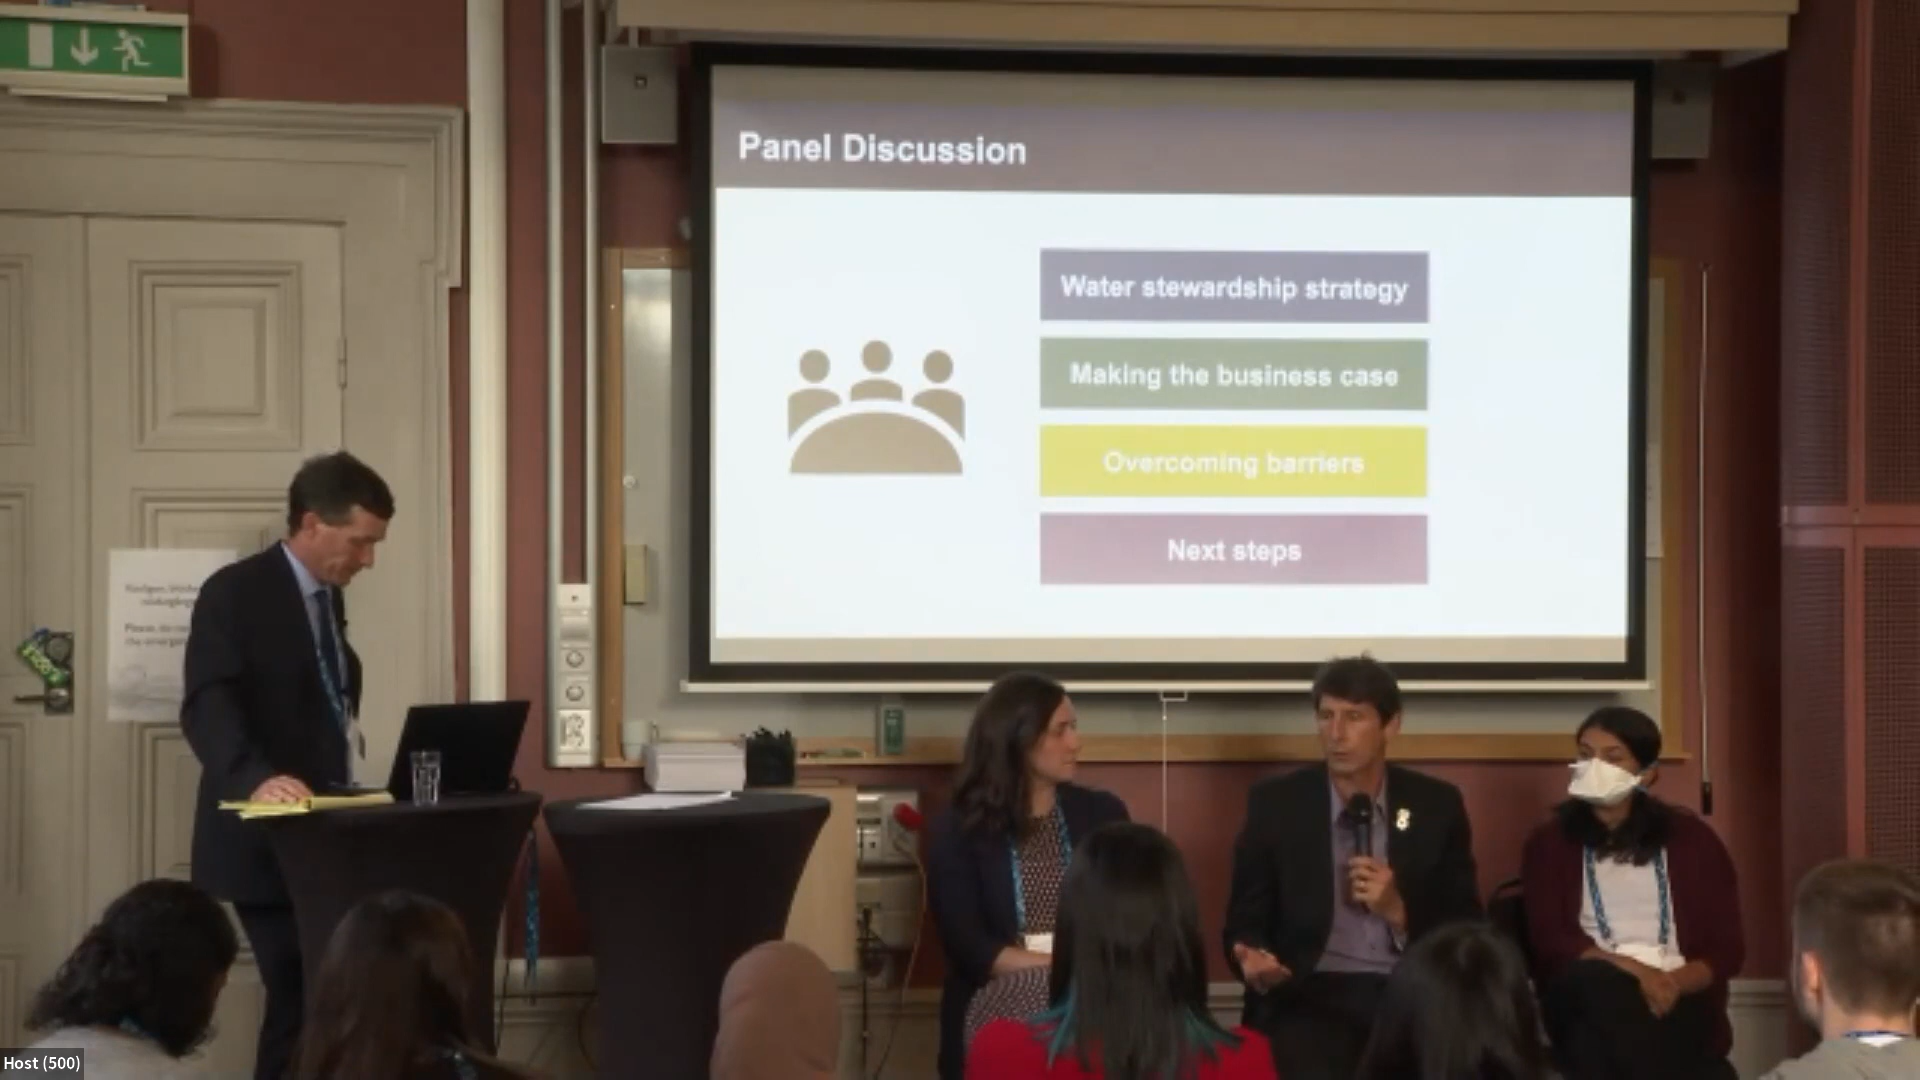 Panel Discussion
Water stewardship strategy
Making the business case
Overcoming barriers
Next steps
Host (500)